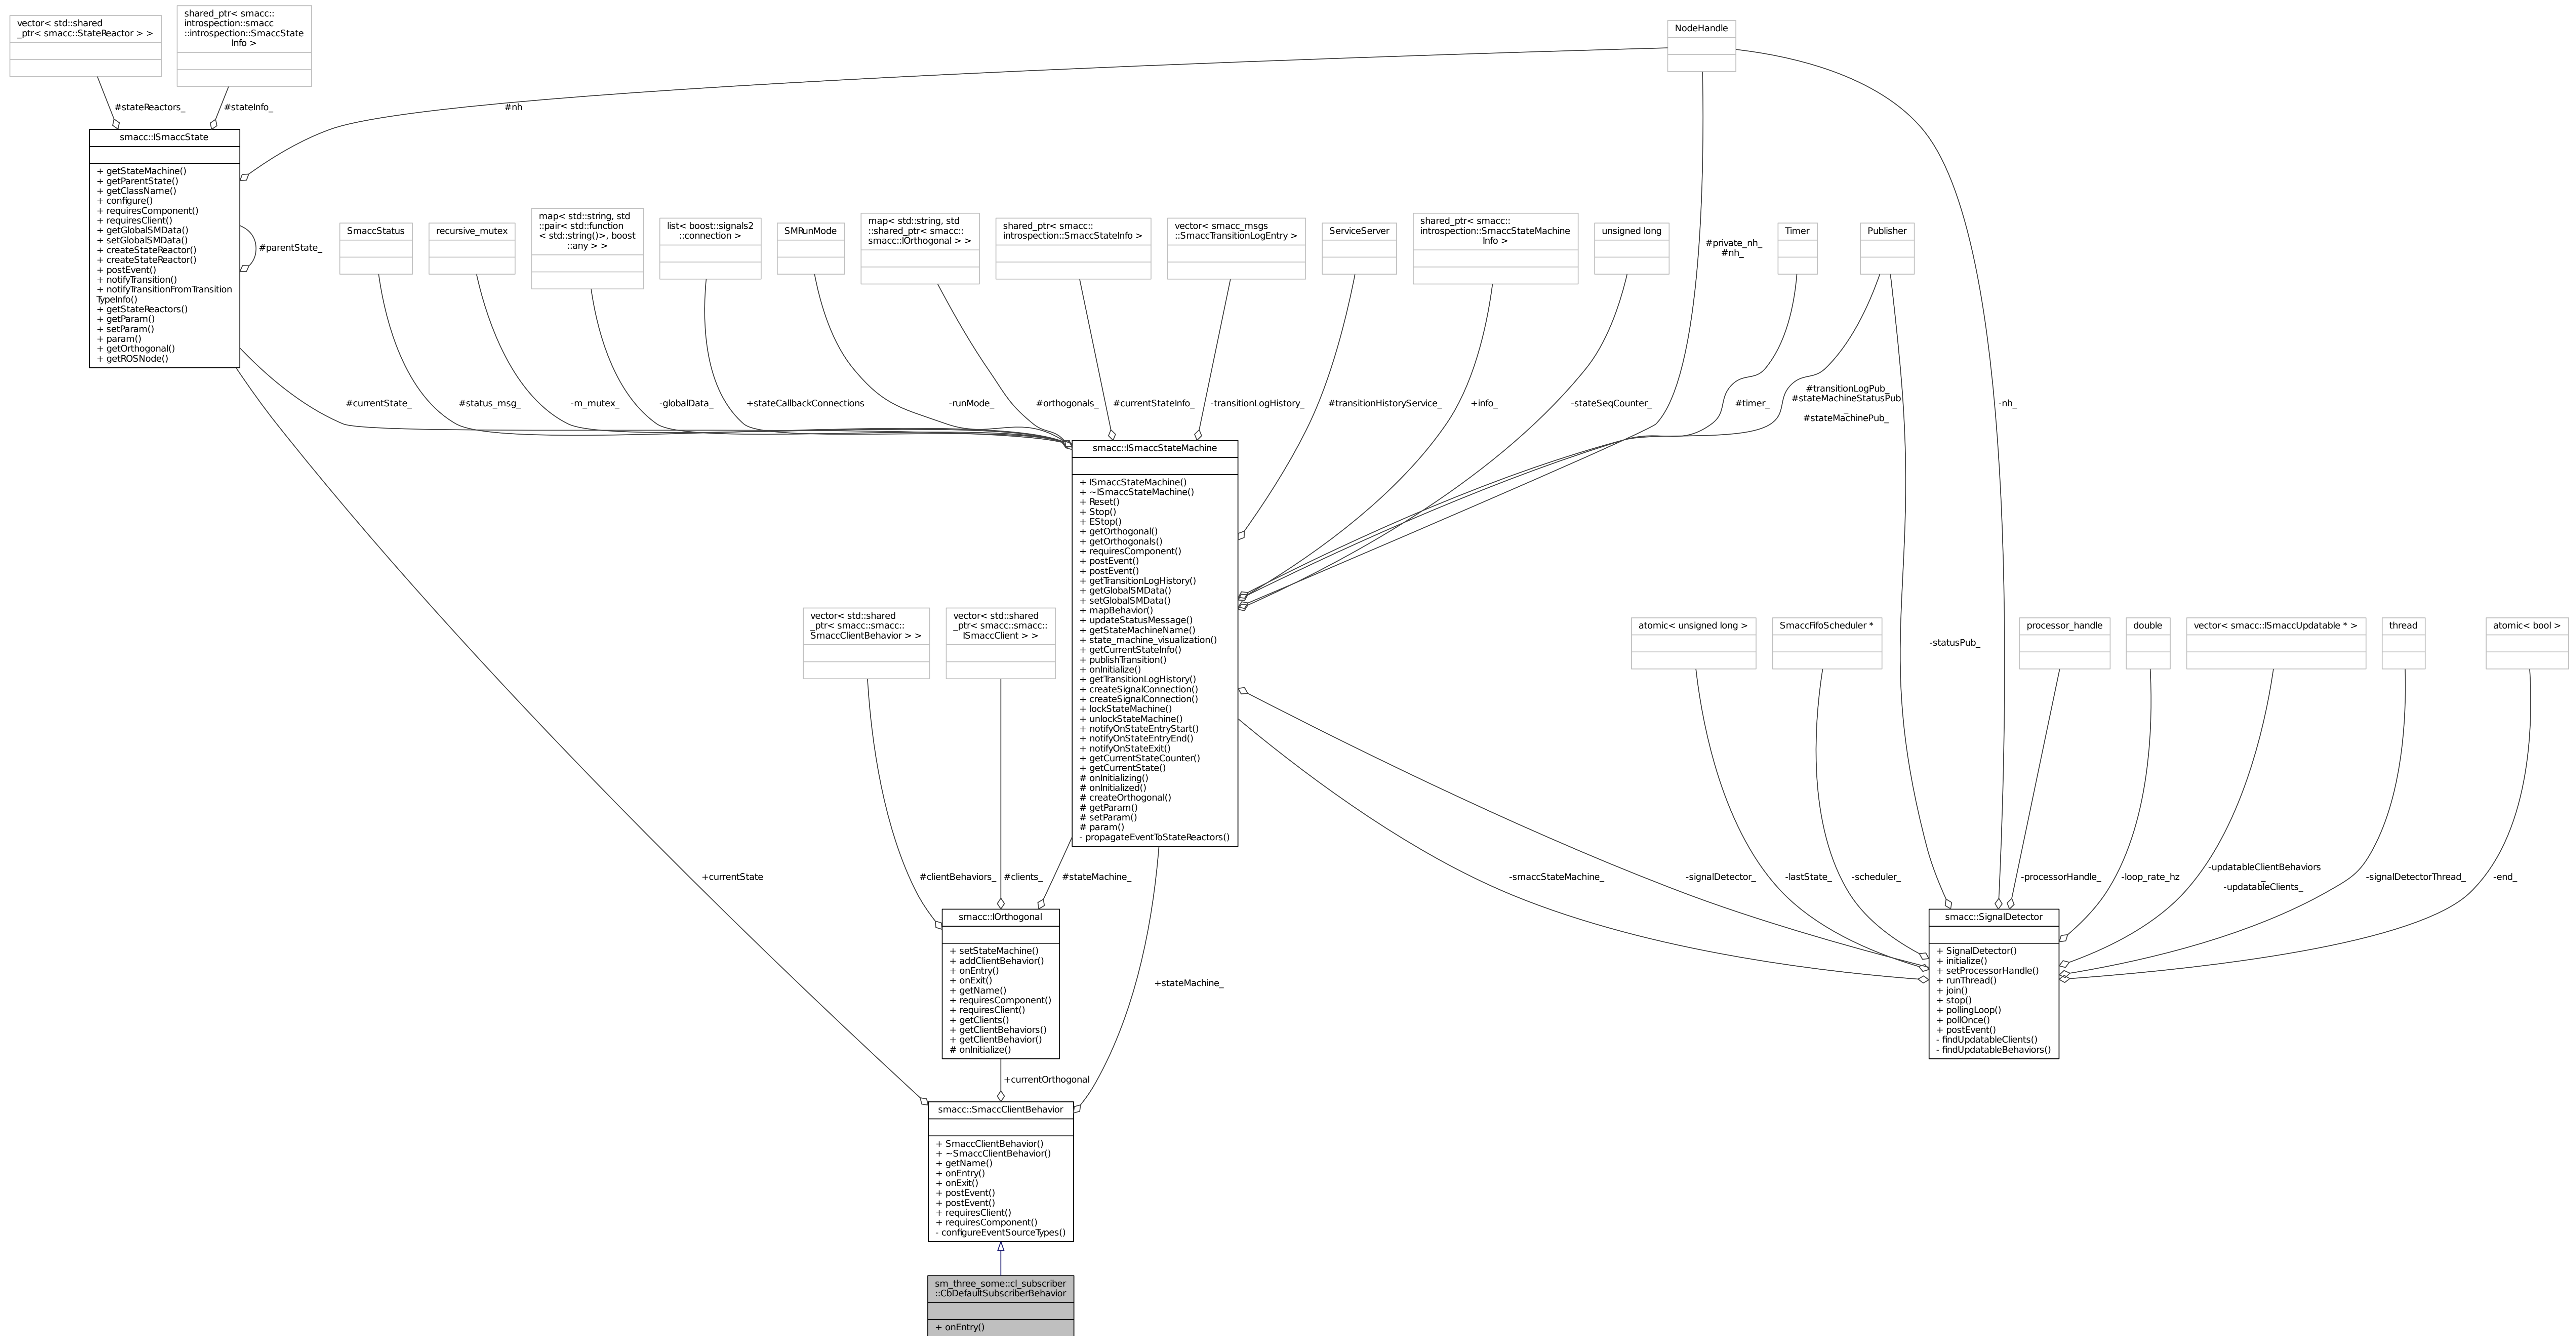 vector< std::shared
_ptr< smacc::StateReactor > >
shared_ptr< smacc::
introspection::smacc
::introspection::SmaccState
Info >
NodeHandle
#stateReactors_
#stateInfo_
#nh
smacc::ISmaccState
+ getStateMachine()
+ getParentState()
+ getClassName()
+ configure()
+ requiresComponent()
+ requiresClient()
+ getGlobalSMData()
+ setGlobalSMData()
+ createStateReactor()
+ createStateReactor()
+ postEvent()
+ notifyTransition()
+ notifyTransitionFromTransition
TypeInfo()
+ getStateReactors()
+ getParam()
+ setParam()
+ param()
+ getOrthogonal()
+ getROSNode()
#parentState_
SmaccStatus
recursive_mutex
map< std::string, std
::pair< std::function
< std::string()>, boost
::any > >
list< boost::signals2
::connection >
SMRunMode
map< std::string, std
::shared_ptr< smacc::
smacc::IOrthogonal > >
shared_ptr< smacc::
introspection::SmaccStateInfo >
vector< smacc_msgs
::SmaccTransitionLogEntry >
ServiceServer
shared_ptr< smacc::
introspection::SmaccStateMachine
Info >
unsigned long
#private_nh_
#nh_
Timer
Publisher
#currentState_
#status_msg_
-m_mutex_
-globalData_
+stateCallbackConnections
-runMode_
#orthogonals_
#currentStateInfo_
-transitionLogHistory_
#transitionHistoryService_
+info_
-stateSeqCounter_
#timer_
#transitionLogPub_
#stateMachineStatusPub
_
#stateMachinePub_
-nh_
smacc::ISmaccStateMachine
+ ISmaccStateMachine()
+ ~ISmaccStateMachine()
+ Reset()
+ Stop()
+ EStop()
+ getOrthogonal()
+ getOrthogonals()
+ requiresComponent()
+ postEvent()
+ postEvent()
+ getTransitionLogHistory()
+ getGlobalSMData()
+ setGlobalSMData()
+ mapBehavior()
+ updateStatusMessage()
+ getStateMachineName()
+ state_machine_visualization()
+ getCurrentStateInfo()
+ publishTransition()
+ onInitialize()
+ getTransitionLogHistory()
+ createSignalConnection()
+ createSignalConnection()
+ lockStateMachine()
+ unlockStateMachine()
+ notifyOnStateEntryStart()
+ notifyOnStateEntryEnd()
+ notifyOnStateExit()
+ getCurrentStateCounter()
+ getCurrentState()
# onInitializing()
# onInitialized()
# createOrthogonal()
# getParam()
# setParam()
# param()
- propagateEventToStateReactors()
vector< std::shared
_ptr< smacc::smacc::
SmaccClientBehavior > >
vector< std::shared
_ptr< smacc::smacc::
ISmaccClient > >
atomic< unsigned long >
SmaccFifoScheduler *
-statusPub_
processor_handle
double
vector< smacc::ISmaccUpdatable * >
thread
atomic< bool >
+currentState
#clientBehaviors_
#clients_
#stateMachine_
-smaccStateMachine_
-signalDetector_
-lastState_
-scheduler_
-processorHandle_
-loop_rate_hz
-updatableClientBehaviors
_
-updatableClients_
-signalDetectorThread_
-end_
smacc::IOrthogonal
+ setStateMachine()
+ addClientBehavior()
+ onEntry()
+ onExit()
+ getName()
+ requiresComponent()
+ requiresClient()
+ getClients()
+ getClientBehaviors()
+ getClientBehavior()
# onInitialize()
+stateMachine_
smacc::SignalDetector
+ SignalDetector()
+ initialize()
+ setProcessorHandle()
+ runThread()
+ join()
+ stop()
+ pollingLoop()
+ pollOnce()
+ postEvent()
- findUpdatableClients()
- findUpdatableBehaviors()
+currentOrthogonal
smacc::SmaccClientBehavior
+ SmaccClientBehavior()
+ ~SmaccClientBehavior()
+ getName()
+ onEntry()
+ onExit()
+ postEvent()
+ postEvent()
+ requiresClient()
+ requiresComponent()
- configureEventSourceTypes()
sm_three_some::cl_subscriber
::CbDefaultSubscriberBehavior
+ onEntry()